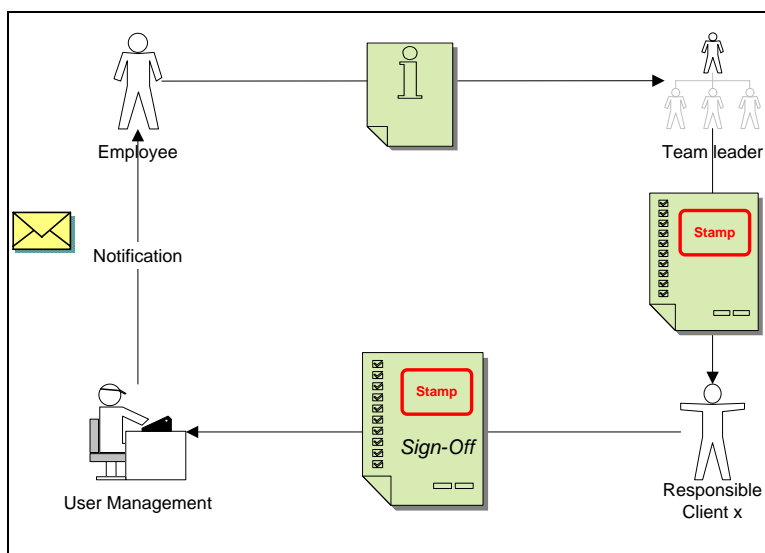 i
Employee
Team leader
Stamp
Notification
Stamp
Sign-Off
User Management
Responsible
Client x